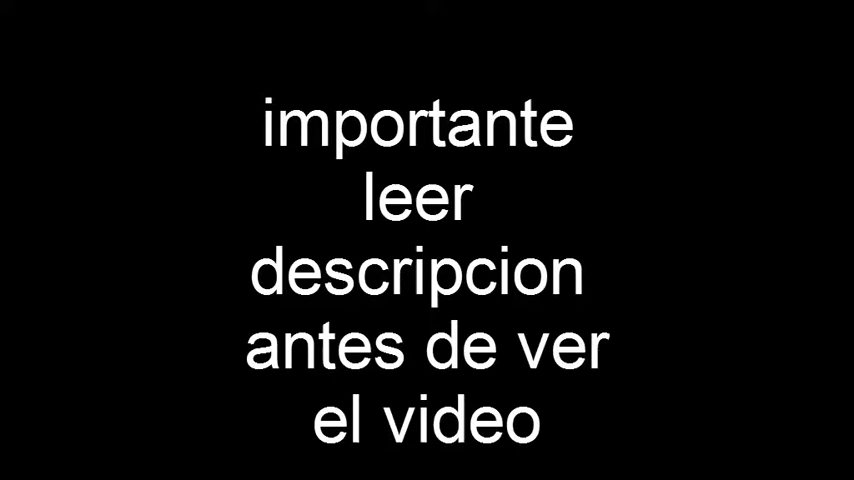 importante
leer
descripcion
antes de ver
el video